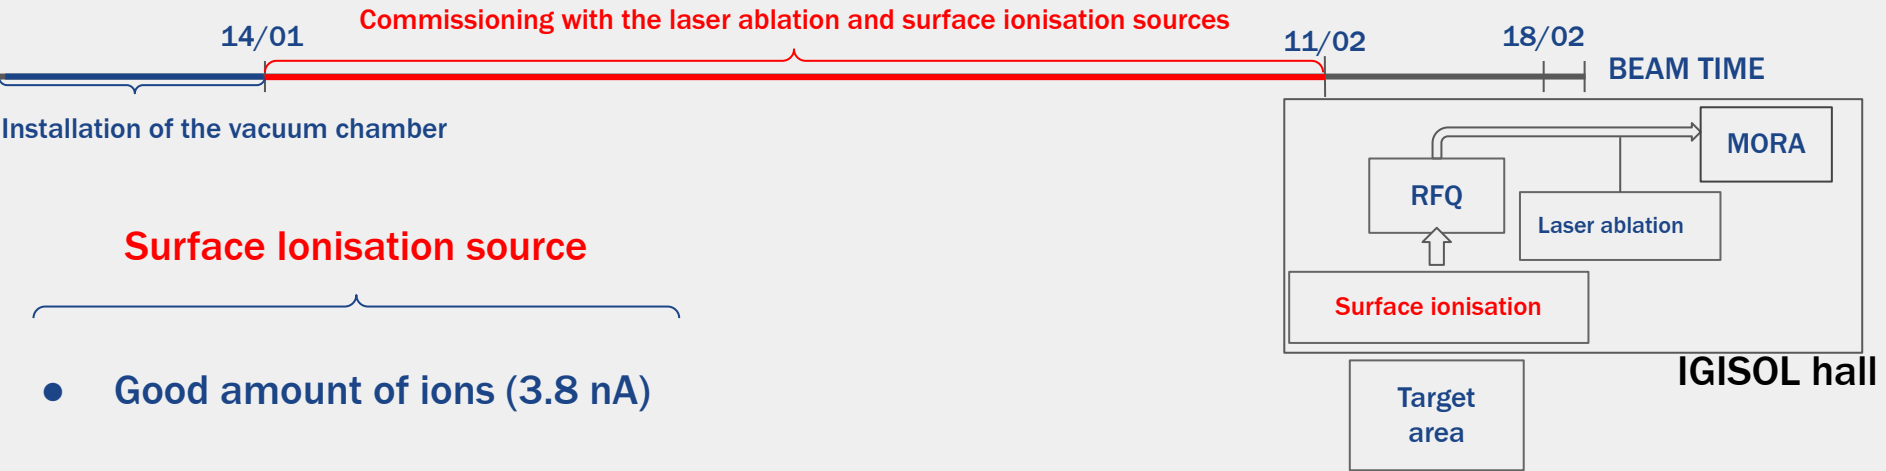 Commissioning with the laser ablation and surface ionisation sources
14/01
11/02
18/02
BEAM TIME
Installation of the vacuum chamber
MORA
RFQ
Laser ablation
Surface Ionisation source
Surface ionisation
IGISOL hall
● Good amount of ions (3.8 nA)
Target
area